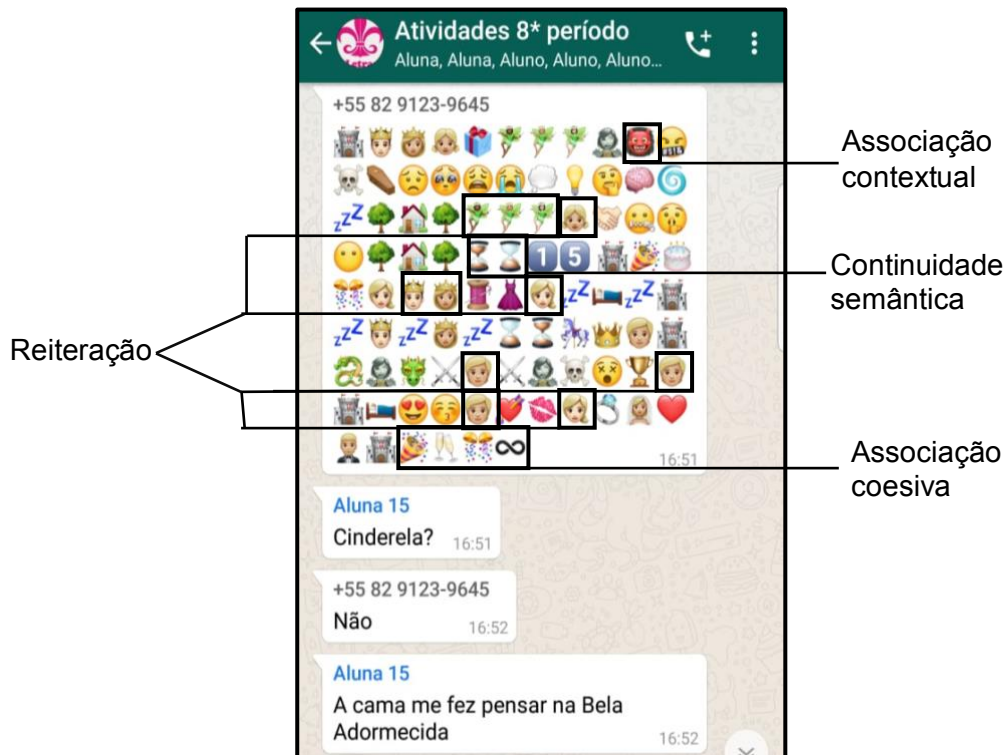 Atividades 8* período
Aluna, Aluna, Aluno, Aluno, Aluno...
+55 82 9123-9645
16:51
Aluna 15
Cinderela? 16:51
+55 82 9123-9645
Não 16:52
Aluna 15
A cama me fez pensar na Bela
Adormecida 16:52
Reiteração
Associação
contextual
Continuidade
semântica
Associação
coesiva